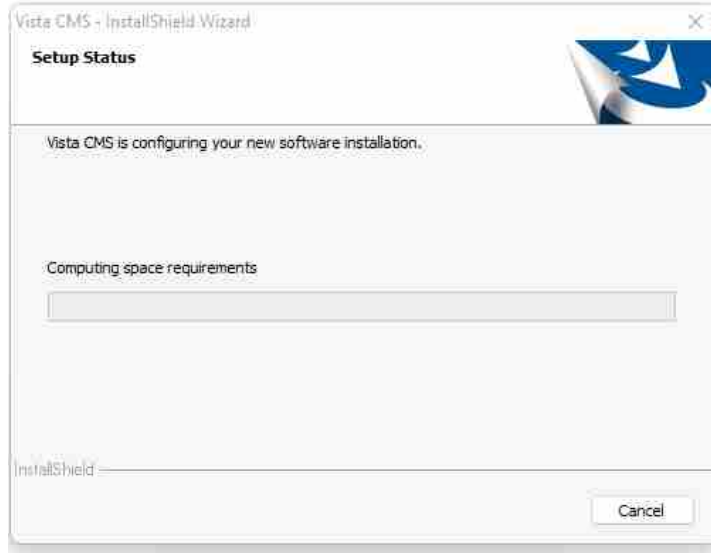 Vista CMS - InstallShield Wizard
Setup Status
Vista CMS is configuring your new software installation.
Computing space requirements
InstallShield
Cancel